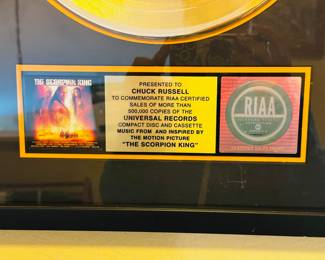 THE SCORPION KING
PRESENTED TO
CHUCK RUSSELL
TO COMMEMORATE RIAA CERTIFIED
SALES OF MORE THAN
500,000 COPIES OF THE
UNIVERSAL RECORDS
COMPACT DISC AND CASSETTE
MUSIC FROM AND INSPIRED BY
THE MOTION PICTURE
"THE SCORPION KING"
RIAA